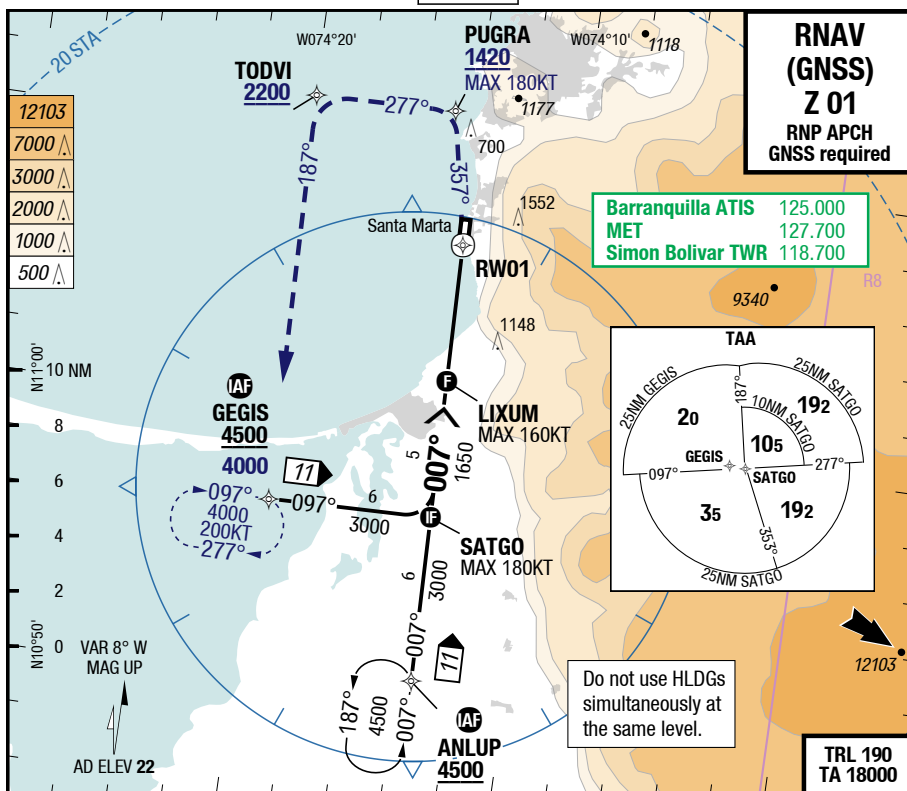 20 STA
W074°20'
PUGRA
1420
MAX 180KT
W074°10'
1118
RNAV
(GNSS)
Z 01
RNP APCH
GNSS required
TODVI
2200
277°
1177
700
12103
7000
3000
2000
1000
500
187°
357°
Santa Marta
1552
RW01
Barranquilla ATIS 125.000
MET 127.700
Simon Bolivar TWR 118.700
R8
9340
1148
N11°00'
10 NM
8
6
4
2
0
N10°50'
IAF
GEGIS
4500
4000
11
097°
4000
200KT
277°
097°
6
3000
F
LIXUM
MAX 160KT
5
007°
1650
IF
SATGO
MAX 180KT
6
3000
007°
11
187°
4500
007°
IAF
ANLUP
4500
TAA
25NM GEGIS
187°
25NM SATGO
10NM SATGO
20
192
105
GEGIS
SATGO
097°
277°
35
192
353°
25NM SATGO
12103
VAR 8° W
MAG UP
AD ELEV 22
Do not use HLDGs
simultaneously at
the same level.
TRL 190
TA 18000